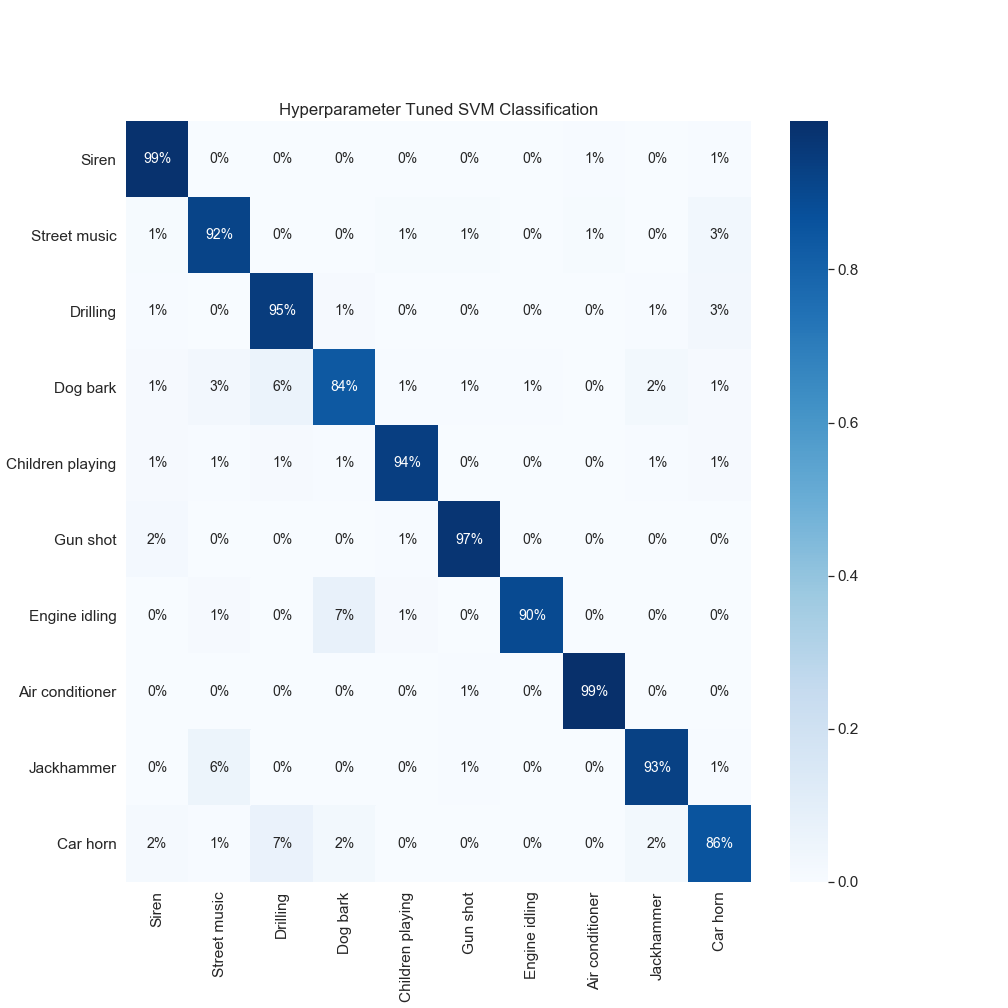 Hyperparameter Tuned SVM Classification
Siren 99% 0% 0% 0% 0% 0% 0% 1% 0% 1%
Street music 1% 92% 0% 0% 1% 1% 0% 1% 0% 3%
Drilling 1% 0% 95% 1% 0% 0% 0% 0% 1% 3%
Dog bark 1% 3% 6% 84% 1% 1% 1% 0% 2% 1%
Children playing 1% 1% 1% 1% 94% 0% 0% 0% 1% 1%
Gun shot 2% 0% 0% 0% 1% 97% 0% 0% 0% 0%
Engine idling 0% 1% 0% 7% 1% 0% 90% 0% 0% 0%
Air conditioner 0% 0% 0% 0% 0% 1% 0% 99% 0% 0%
Jackhammer 0% 6% 0% 0% 0% 1% 0% 0% 93% 1%
Car horn 2% 1% 7% 2% 0% 0% 0% 0% 2% 86%
Siren
Street music
Drilling
Dog bark
Children playing
Gun shot
Engine idling
Air conditioner
Jackhammer
Car horn
0.8
0.6
0.4
0.2
0.0